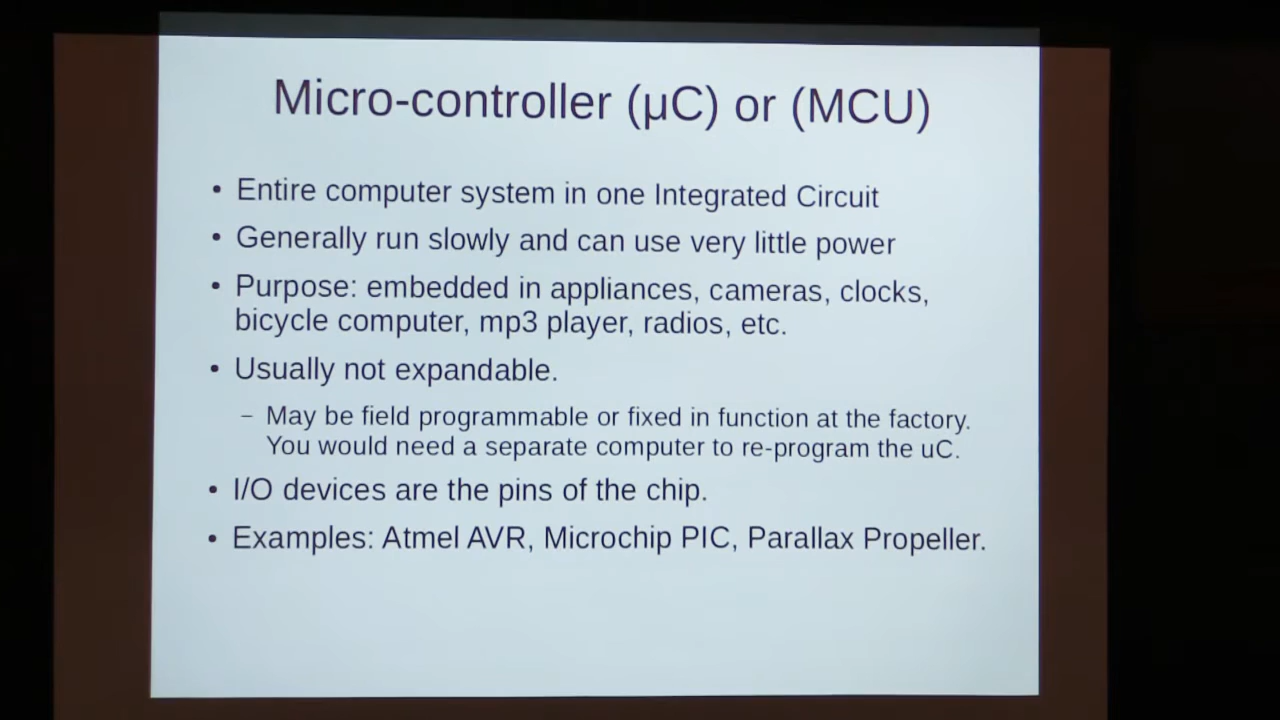 Micro-controller (µC) or (MCU)
• Entire computer system in one Integrated Circuit
• Generally run slowly and can use very little power
• Purpose: embedded in appliances, cameras, clocks,
bicycle computer, mp3 player, radios, etc.
• Usually not expandable.
– May be field programmable or fixed in function at the factory.
You would need a separate computer to re-program the uC.
• I/O devices are the pins of the chip.
• Examples: Atmel AVR, Microchip PIC, Parallax Propeller.